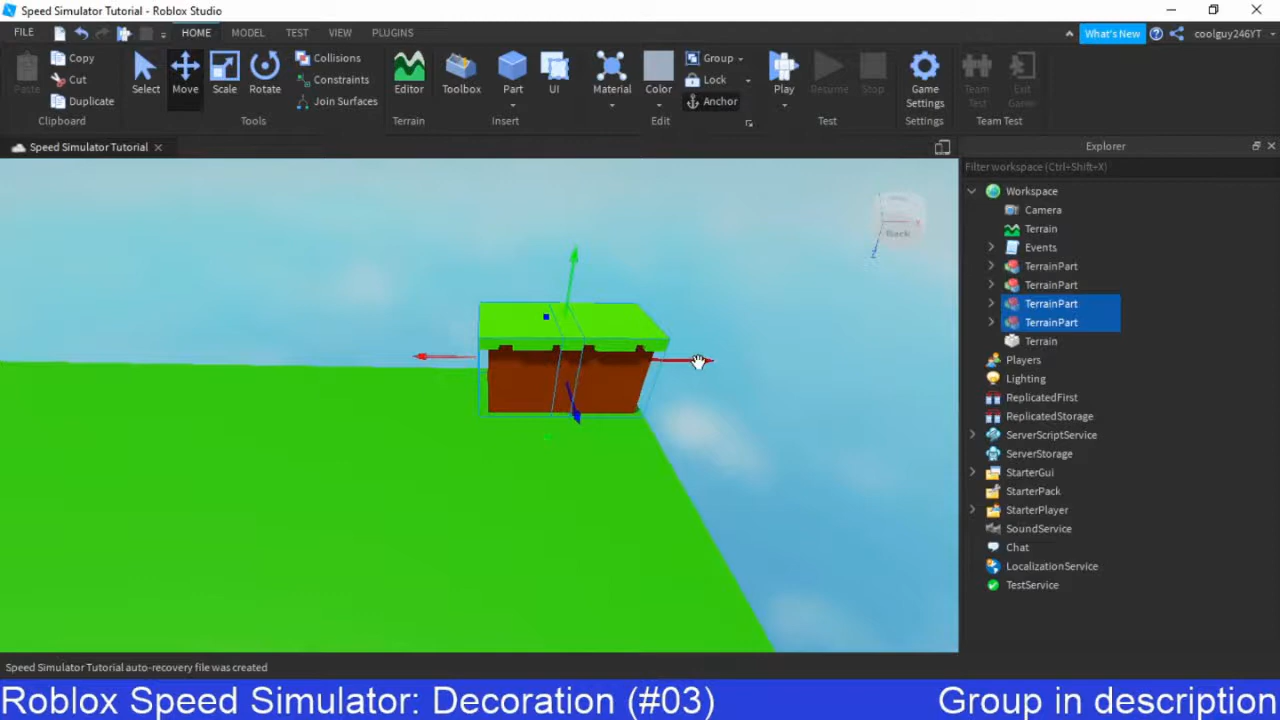 Speed Simulator Tutorial - Roblox Studio
FILE HOME MODEL TEST VIEW PLUGINS What's New coolguy246YT
Paste Copy Cut Duplicate Select Move Scale Rotate Collisions Constraints Join Surfaces Editor Toolbox Part UI Material Color Group Lock Anchor Play Resume Stop Game Settings Team Test Exit Game
Clipboard Tools Terrain Insert Edit Test Settings Team Test
Speed Simulator Tutorial
Explorer
Filter workspace (Ctrl+Shift+X)
Workspace
Camera
Terrain
Events
TerrainPart
TerrainPart
TerrainPart
TerrainPart
Terrain
Players
Lighting
ReplicatedFirst
ReplicatedStorage
ServerScriptService
ServerStorage
StarterGui
StarterPack
StarterPlayer
SoundService
Chat
LocalizationService
TestService
Back
X
Z
Speed Simulator Tutorial auto-recovery file was created
Roblox Speed Simulator: Decoration (#03) Group in description